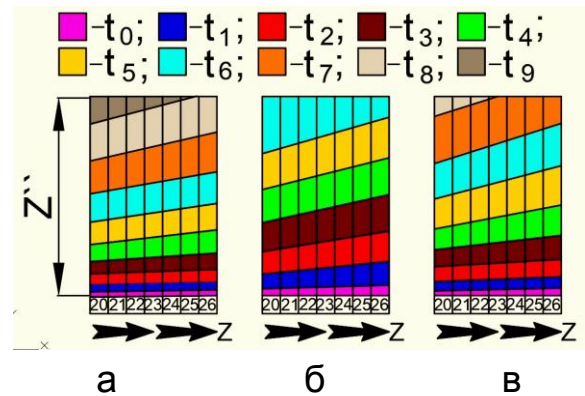 -t0; -t1; -t2; -t3; -t4;
-t5; -t6; -t7; -t8; -t9
Z''
20 21 22 23 24 25 26 20 21 22 23 24 25 26 20 21 22 23 24 25 26
Z Z Z
x
а б в